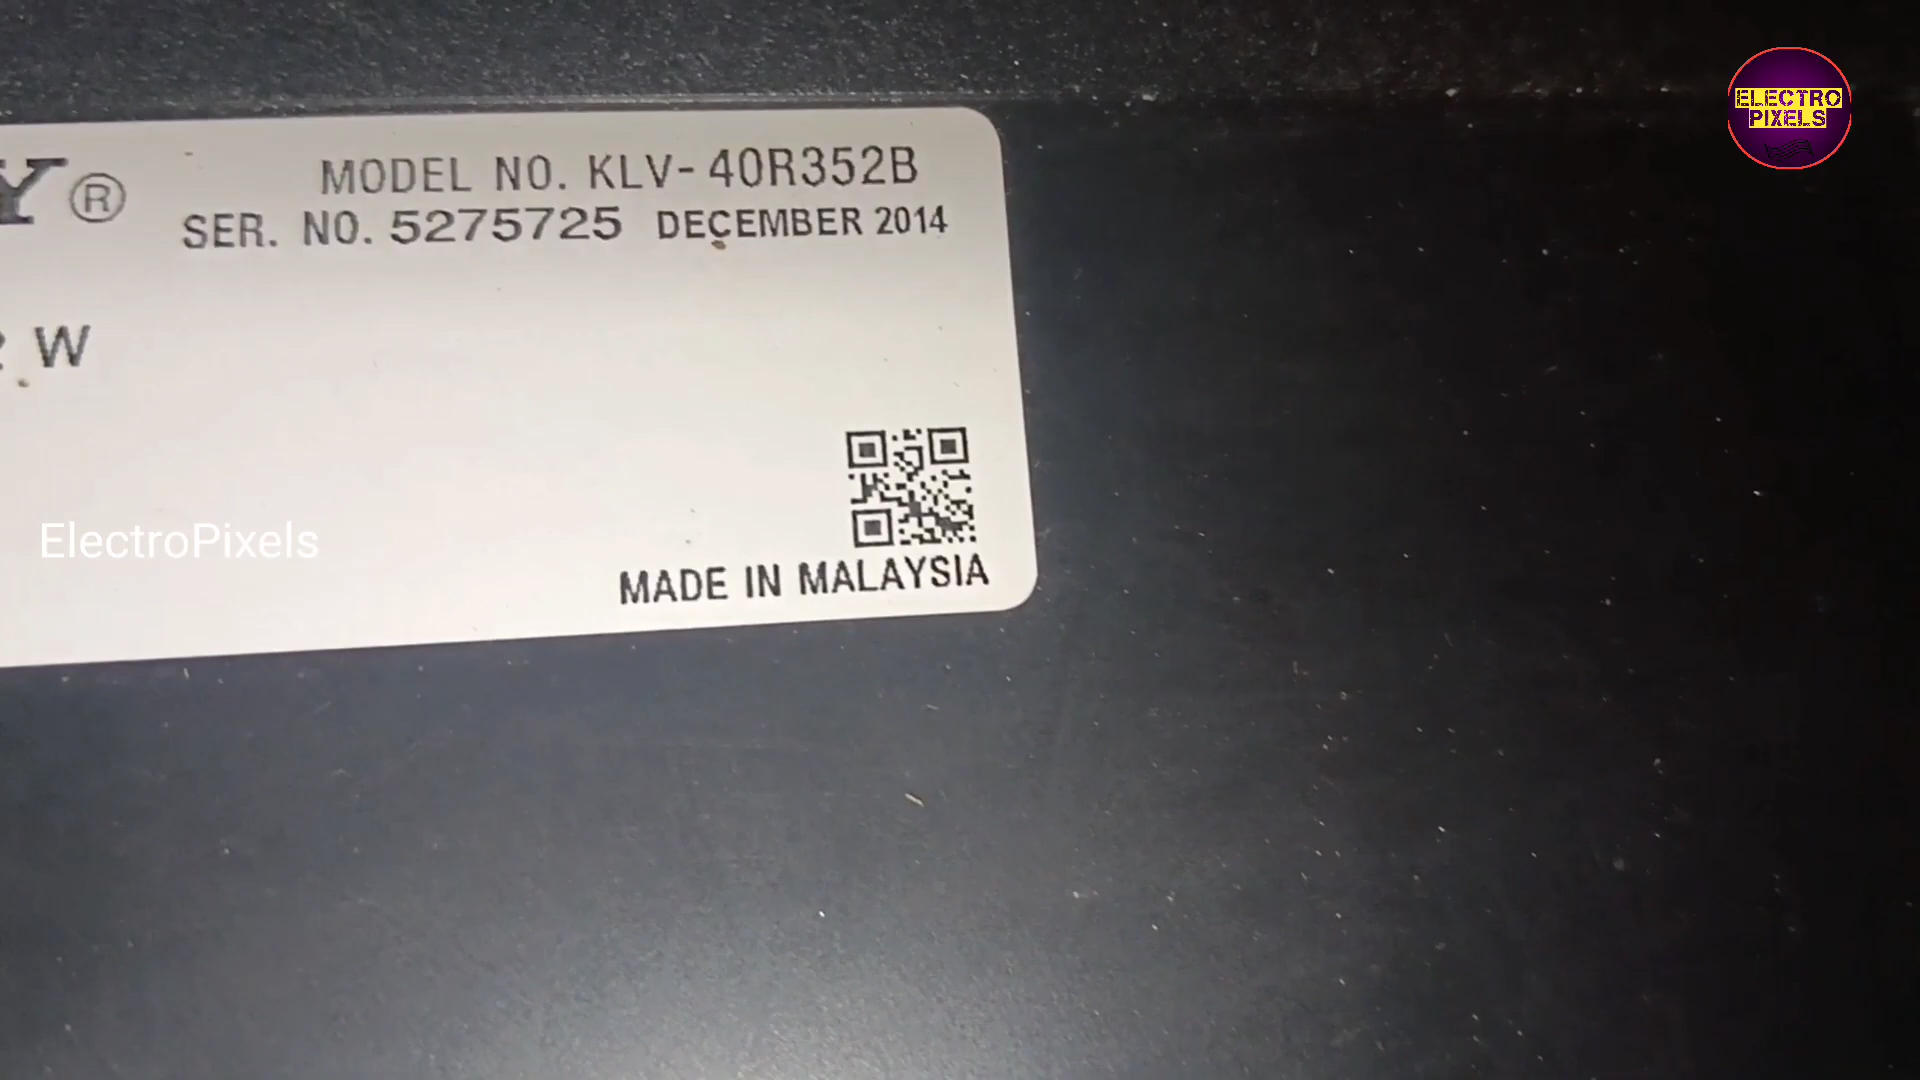 ELECTRO
PIXELS
MODEL NO. KLV-40R352B
SER. NO. 5275725 DECEMBER 2014
W
ElectroPixels
MADE IN MALAYSIA